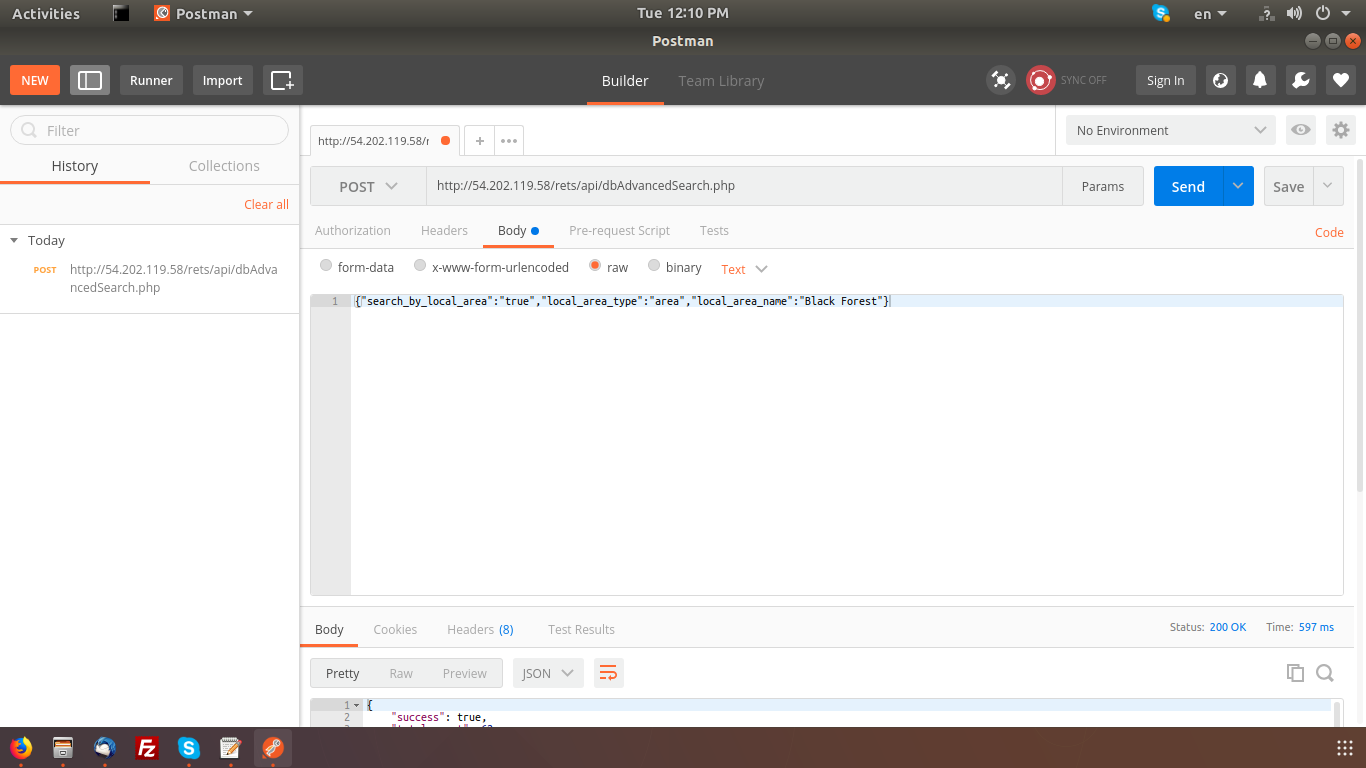 Activities
Postman
Tue 12:10 PM
en
Postman
NEW
Runner
Import
Builder
Team Library
SYNC OFF
Sign In
Filter
History
Collections
Clear all
Today
POST
http://54.202.119.58/rets/api/dbAdva
ncedSearch.php
http://54.202.119.58/r
No Environment
POST
http://54.202.119.58/rets/api/dbAdvancedSearch.php
Params
Send
Save
Authorization
Headers
Body
Pre-request Script
Tests
Code
form-data
x-www-form-urlencoded
raw
binary
Text
1
{"search_by_local_area":"true","local_area_type":"area","local_area_name":"Black Forest"}
Body
Cookies
Headers (8)
Test Results
Status: 200 OK
Time: 597 ms
Pretty
Raw
Preview
JSON
1 {
2 "success": true,